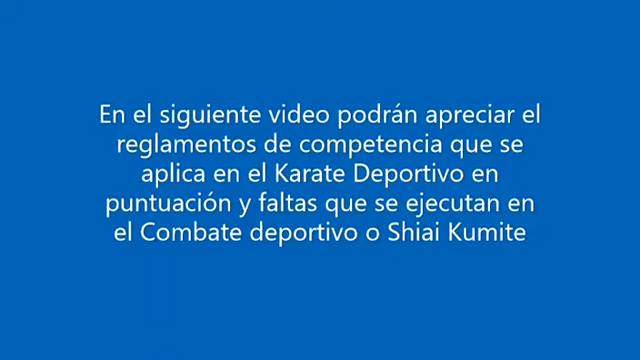 En el siguiente video podrán apreciar el
reglamentos de competencia que se
aplica en el Karate Deportivo en
puntuación y faltas que se ejecutan en
el Combate deportivo o Shiai Kumite